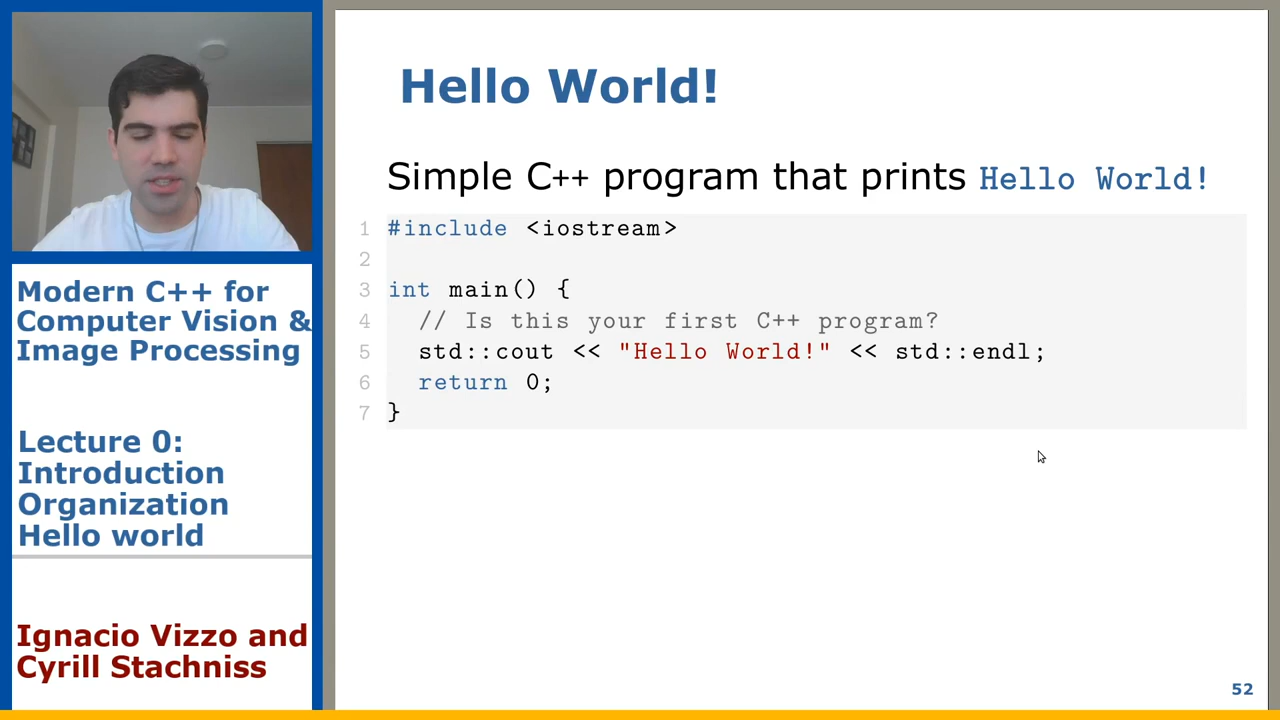 Modern C++ for
Computer Vision &
Image Processing
Lecture 0:
Introduction
Organization
Hello world
Ignacio Vizzo and
Cyrill Stachniss
Hello World!
Simple C++ program that prints Hello World!
1 #include <iostream>
2
3 int main() {
4   // Is this your first C++ program?
5   std::cout << "Hello World!" << std::endl;
6   return 0;
7 }
52